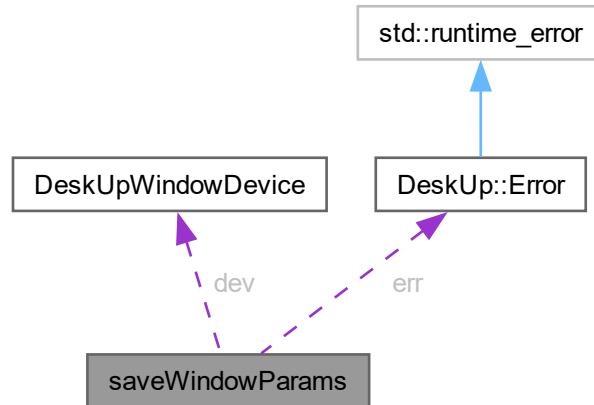 std::runtime_error
DeskUpWindowDevice
DeskUp::Error
dev
err
saveWindowParams